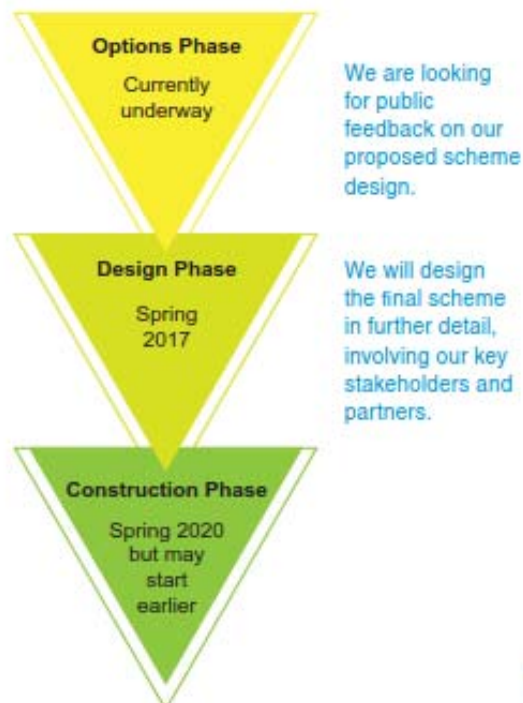 Options Phase
Currently
underway
We are looking
for public
feedback on our
proposed scheme
design.
Design Phase
Spring
2017
We will design
the final scheme
in further detail,
involving our key
stakeholders and
partners.
Construction Phase
Spring 2020
but may
start
earlier